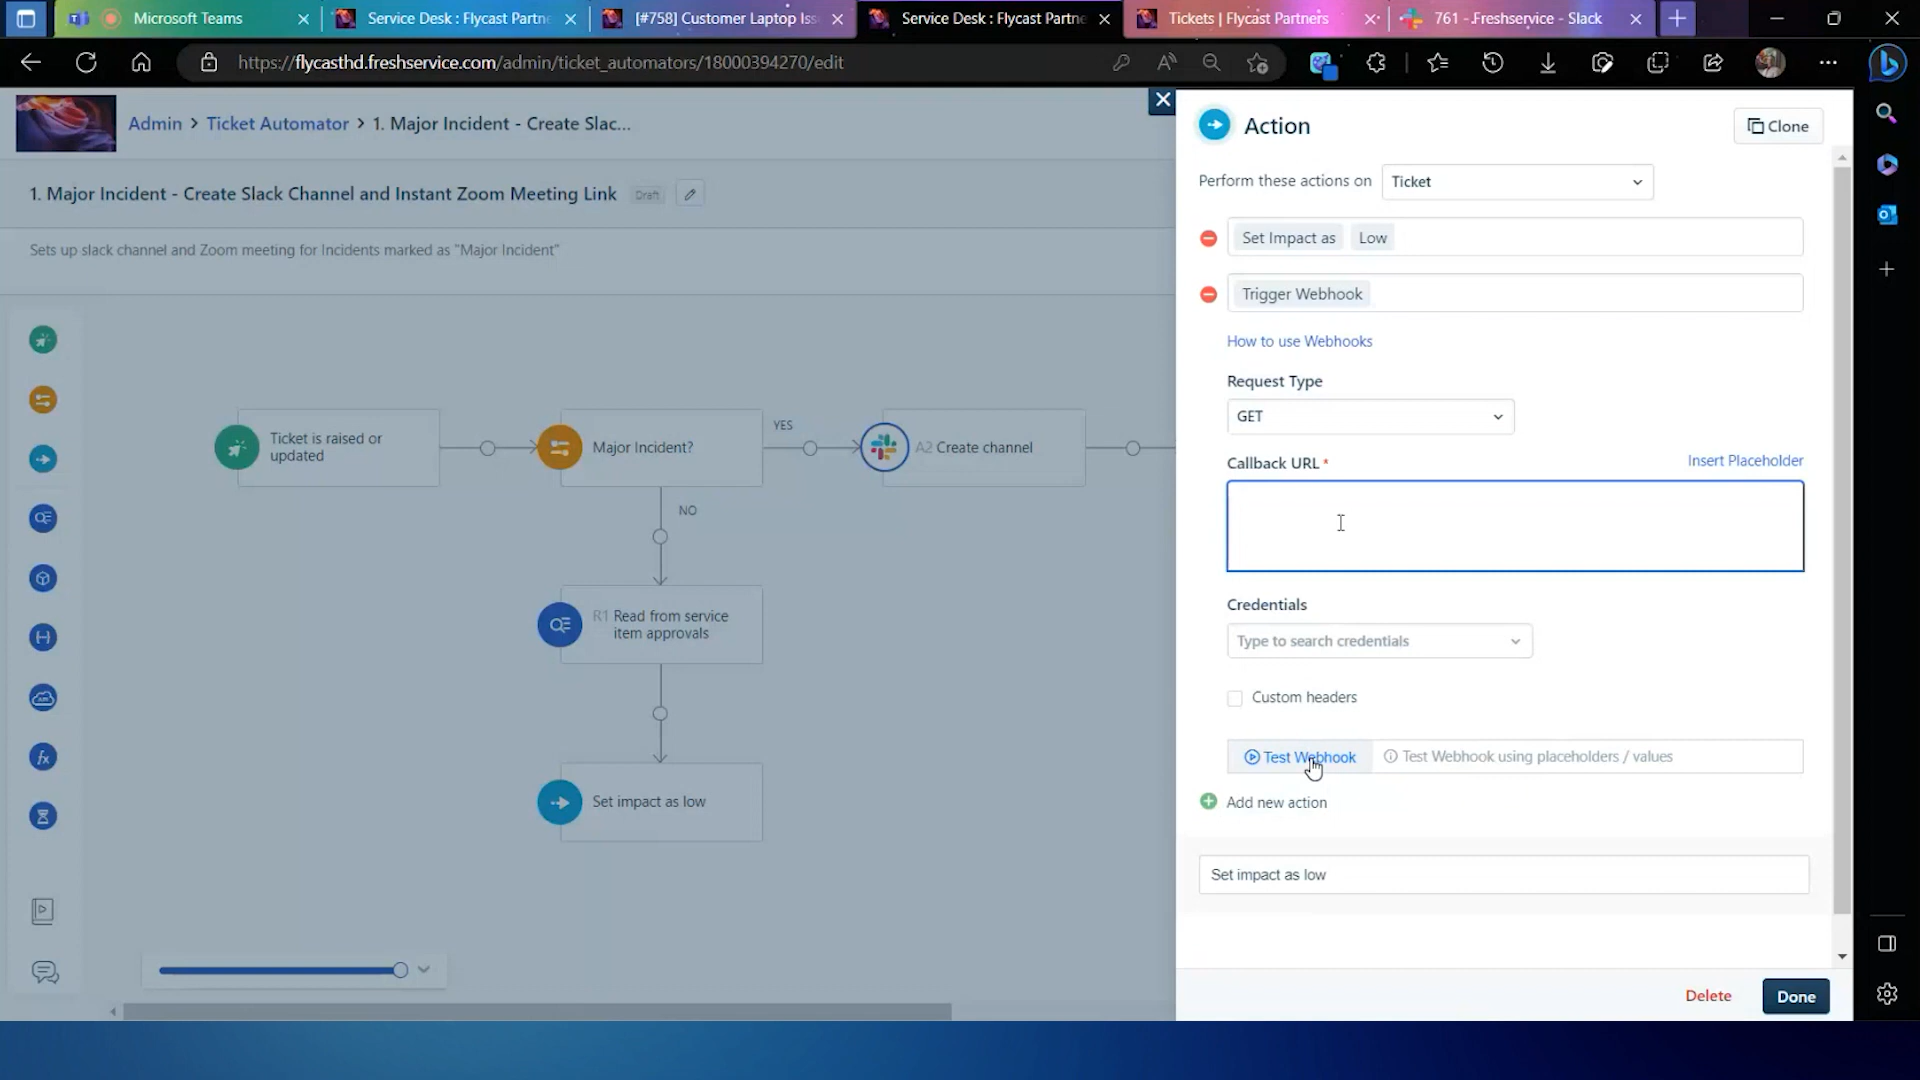 Microsoft Teams
Service Desk : Flycast Partne
[#758] Customer Laptop Iss
Service Desk : Flycast Partne
Tickets | Flycast Partners
761 - Freshservice - Slack
https://flycasthd.freshservice.com/admin/ticket_automators/18000394270/edit
Admin > Ticket Automator > 1. Major Incident - Create Slac...
1. Major Incident - Create Slack Channel and Instant Zoom Meeting Link
Draft
Sets up slack channel and Zoom meeting for Incidents marked as "Major Incident"
Ticket is raised or
updated
Major Incident?
YES
A2 Create channel
NO
R1 Read from service
item approvals
Set impact as low
Action
Clone
Perform these actions on
Ticket
Set Impact as
Low
Trigger Webhook
How to use Webhooks
Request Type
GET
Callback URL *
Insert Placeholder
Credentials
Type to search credentials
Custom headers
Test Webhook
Test Webhook using placeholders / values
Add new action
Set impact as low
Delete
Done